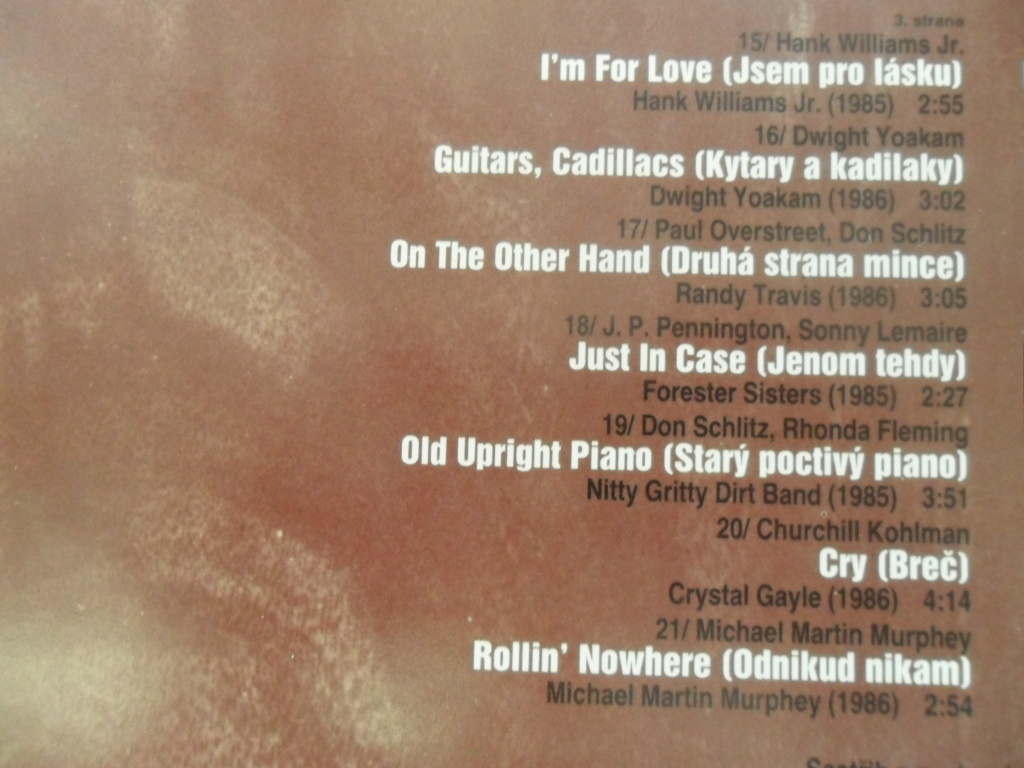 3. strana
15/ Hank Williams Jr.
I'm For Love (Jsem pro lásku)
Hank Williams Jr. (1985) 2:55
16/ Dwight Yoakam
Guitars, Cadillacs (Kytary a kadilaky)
Dwight Yoakam (1986) 3:02
17/ Paul Overstreet, Don Schlitz
On The Other Hand (Druhá strana mince)
Randy Travis (1986) 3:05
18/ J. P. Pennington, Sonny Lemaire
Just In Case (Jenom tehdy)
Forester Sisters (1985) 2:27
19/ Don Schlitz, Rhonda Fleming
Old Upright Piano (Starý poctivý piano)
Nitty Gritty Dirt Band (1985) 3:51
20/ Churchill Kohlman
Cry (Breč)
Crystal Gayle (1986) 4:14
21/ Michael Martin Murphey
Rollin' Nowhere (Odnikud nikam)
Michael Martin Murphey (1986) 2:54